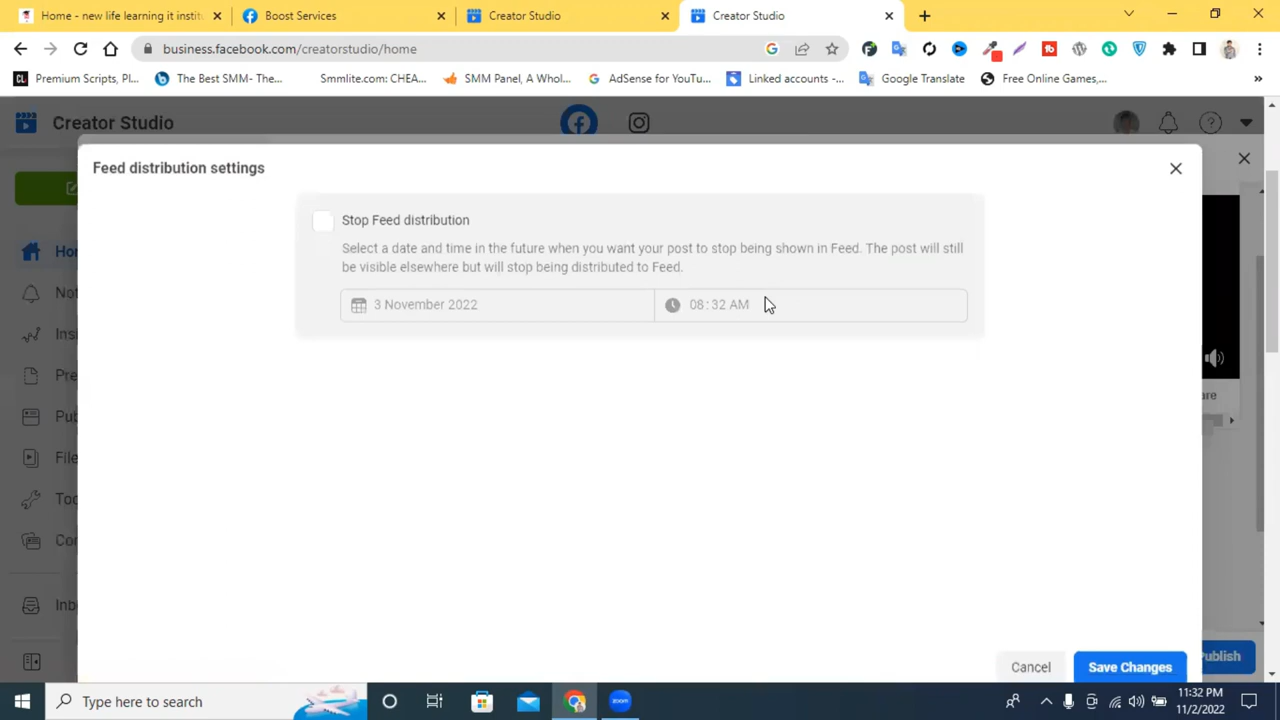 Home - new life learning it institu
Boost Services
Creator Studio
Creator Studio
business.facebook.com/creatorstudio/home
Premium Scripts, Pl...
The Best SMM- The...
Smmlite.com: CHEA...
SMM Panel, A Whol...
AdSense for YouTu...
Linked accounts -...
Google Translate
Free Online Games,...
Creator Studio
Feed distribution settings
Stop Feed distribution
Select a date and time in the future when you want your post to stop being shown in Feed. The post will still
be visible elsewhere but will stop being distributed to Feed.
3 November 2022
08:32 AM
Hom
Not
Insi
Pre
Pub
File
Too
Inb
are
Cancel
Save Changes
Publish
Type here to search
zoom
11:32 PM
11/2/2022